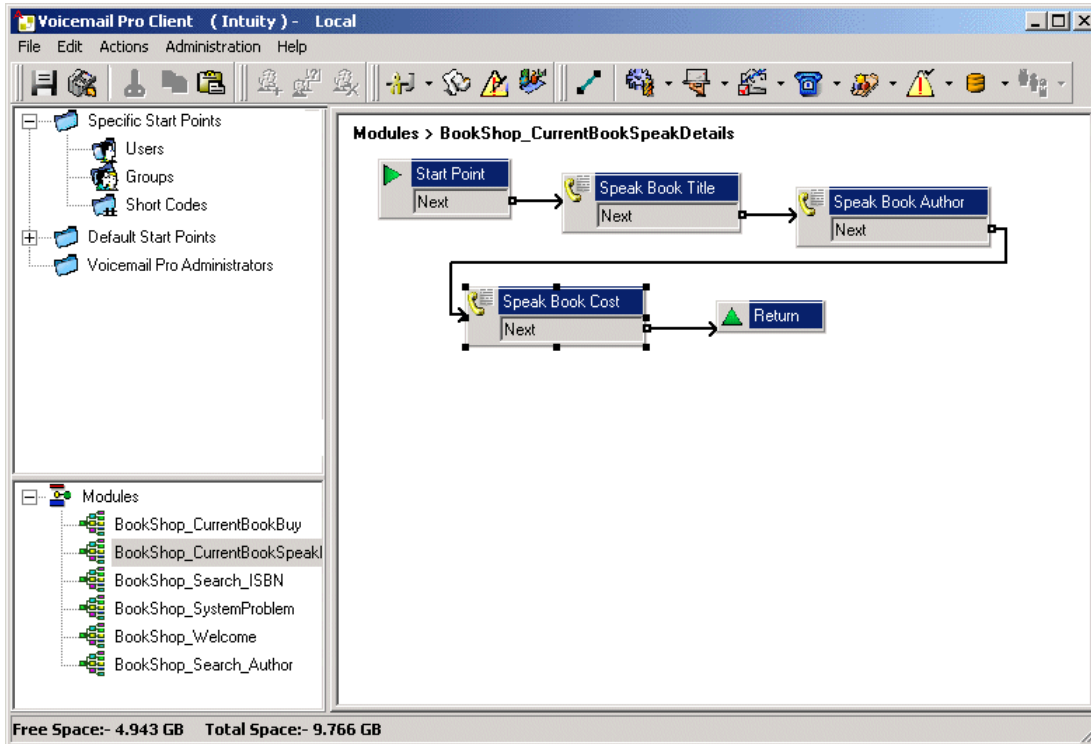 Voicemail Pro Client   ( Intuity ) -   Local
File   Edit   Actions   Administration   Help
Specific Start Points
Users
Groups
Short Codes
Default Start Points
Voicemail Pro Administrators
Modules > BookShop_CurrentBookSpeakDetails
Start Point
Next
Speak Book Title
Next
Speak Book Author
Next
Speak Book Cost
Next
Return
Modules
BookShop_CurrentBookBuy
BookShop_CurrentBookSpeakI
BookShop_Search_ISBN
BookShop_SystemProblem
BookShop_Welcome
BookShop_Search_Author
Free Space:- 4.943 GB    Total Space:- 9.766 GB